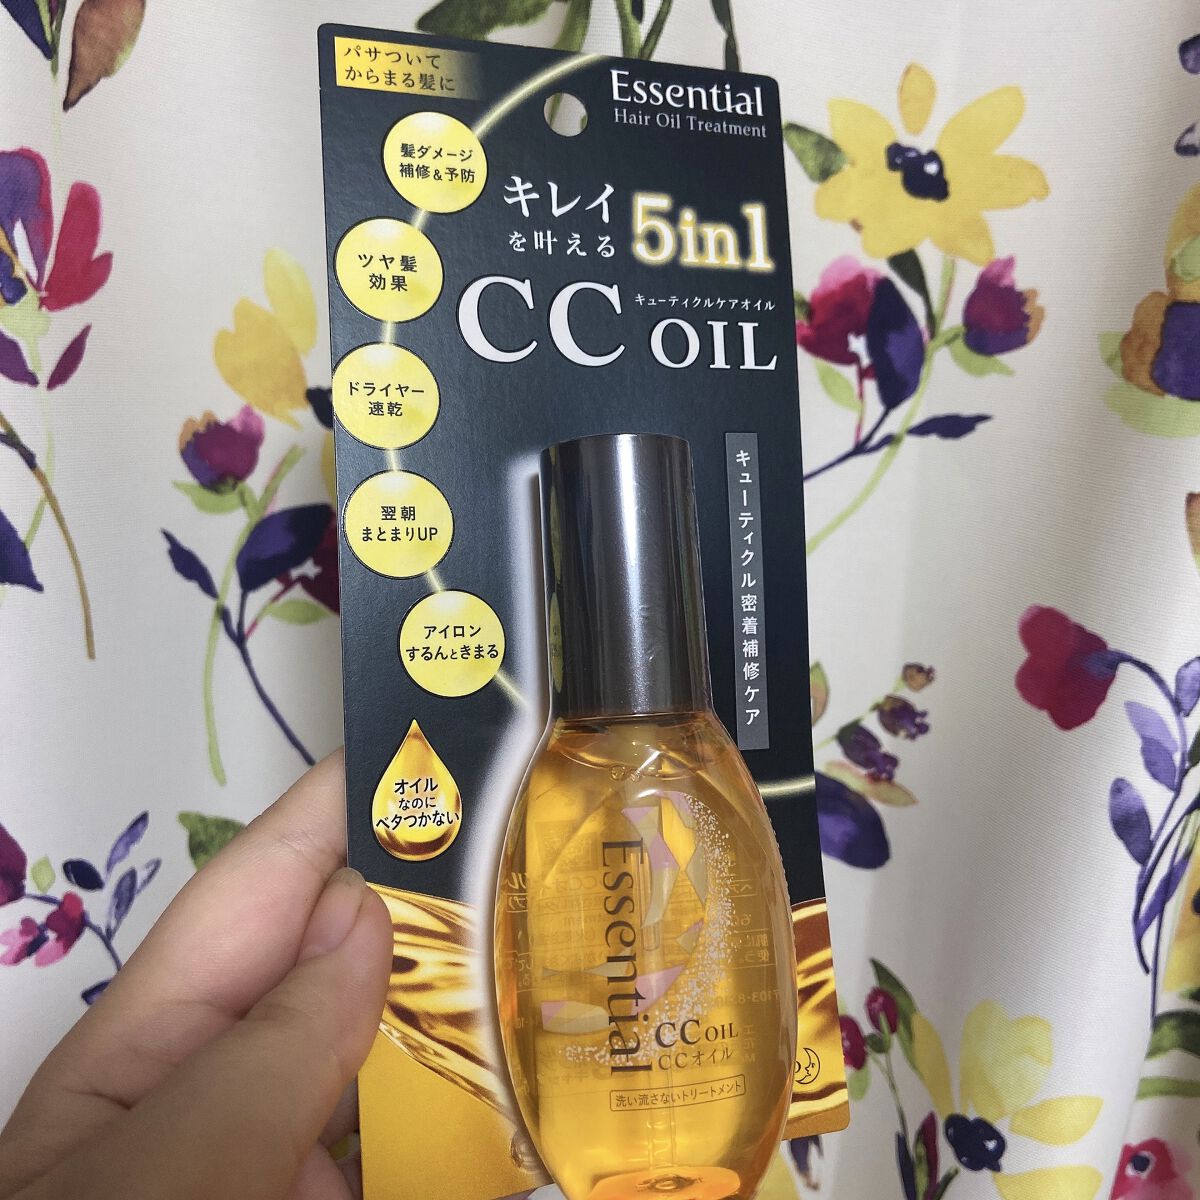 パサついて
からまる髪に
Essential
Hair Oil Treatment
髪ダメージ
補修&予防
キレイ
を叶える
5in1
ツヤ髪
効果
キューティクルケアオイル
CC OIL
ドライヤー
速乾
翌朝
まとまりUP
アイロン
するんときまる
キューティクル密着補修ケア
オイル
なのに
ベタつかない
Essential
CC OIL
CCオイル
洗い流さないトリートメント